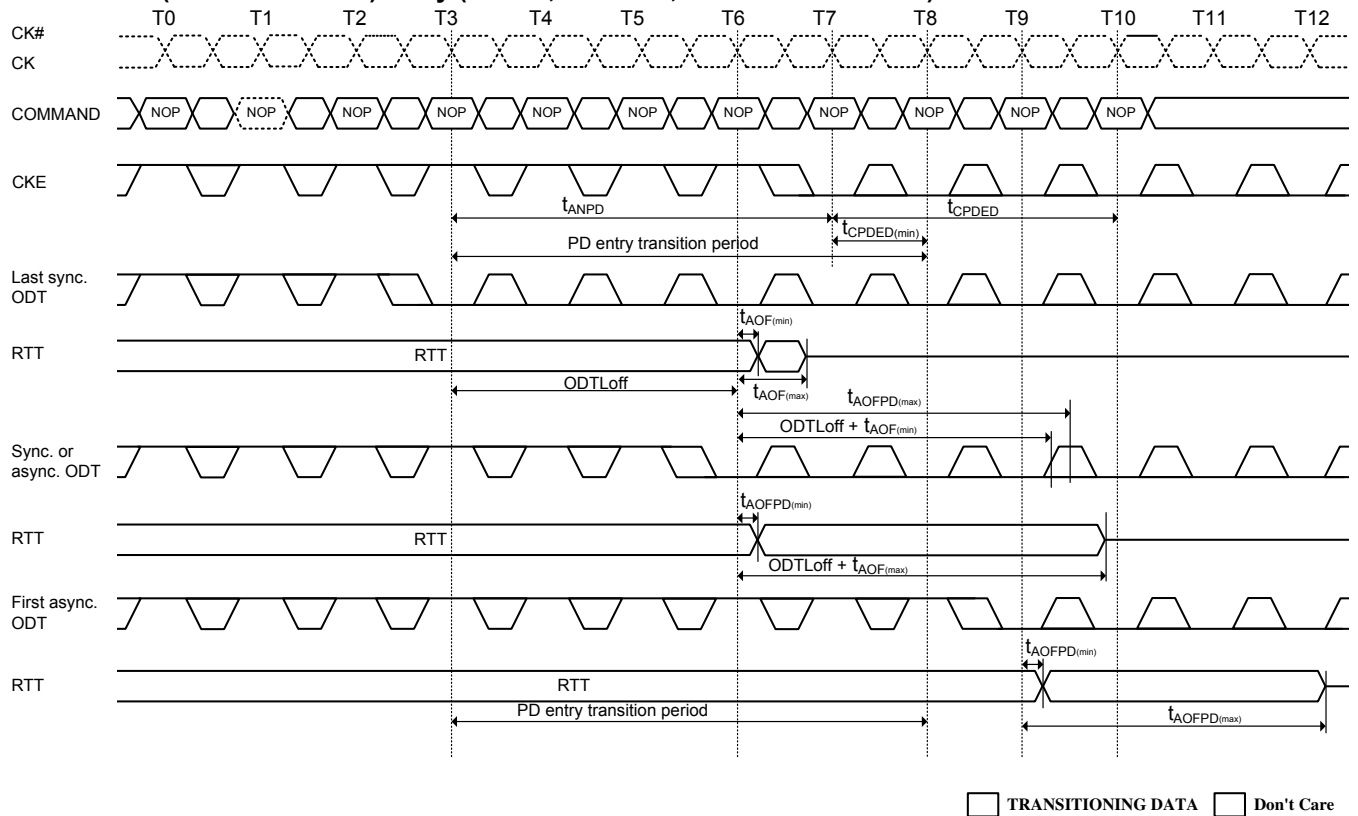 T0 T1 T2 T3 T4 T5 T6 T7 T8 T9 T10 T11 T12
CK#
CK
COMMAND NOP NOP NOP NOP NOP NOP NOP NOP NOP NOP NOP
CKE
tANPD tCPDED
tCPDED(min)
PD entry transition period
Last sync.
ODT
tAOF(min)
RTT RTT
ODTLoff
tAOF(max)
tAOFPD(max)
ODTLoff + tAOF(min)
Sync. or
async. ODT
tAOFPD(min)
RTT RTT
ODTLoff + tAOF(max)
First async.
ODT
tAOFPD(min)
RTT RTT
PD entry transition period
tAOFPD(max)
TRANSITIONING DATA Don't Care